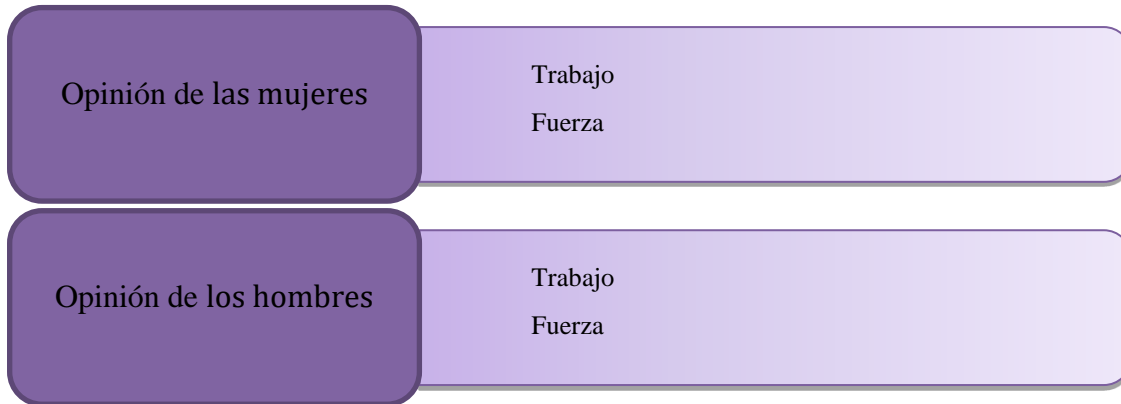 Opinión de las mujeres
Trabajo
Fuerza
Opinión de los hombres
Trabajo
Fuerza